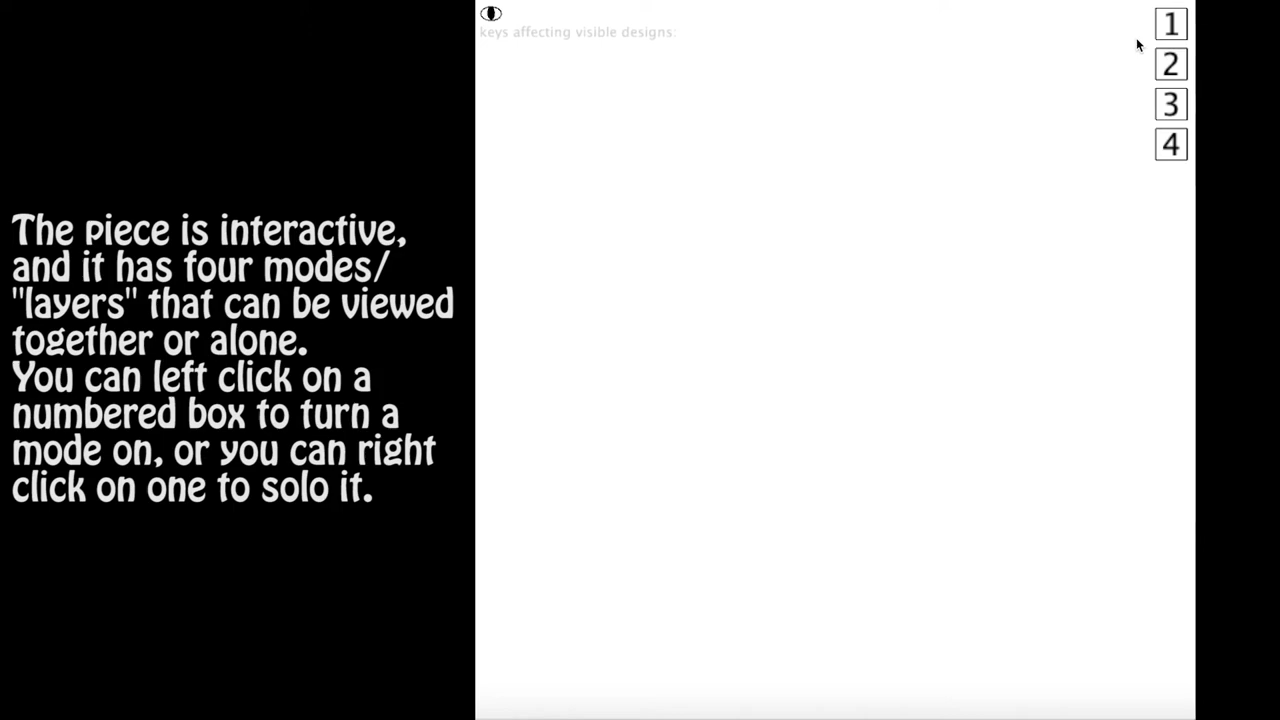 keys affecting visible designs:
1
2
3
4
The piece is interactive,
and it has four modes/
"layers" that can be viewed
together or alone.
You can left click on a
numbered box to turn a
mode on, or you can right
click on one to solo it.